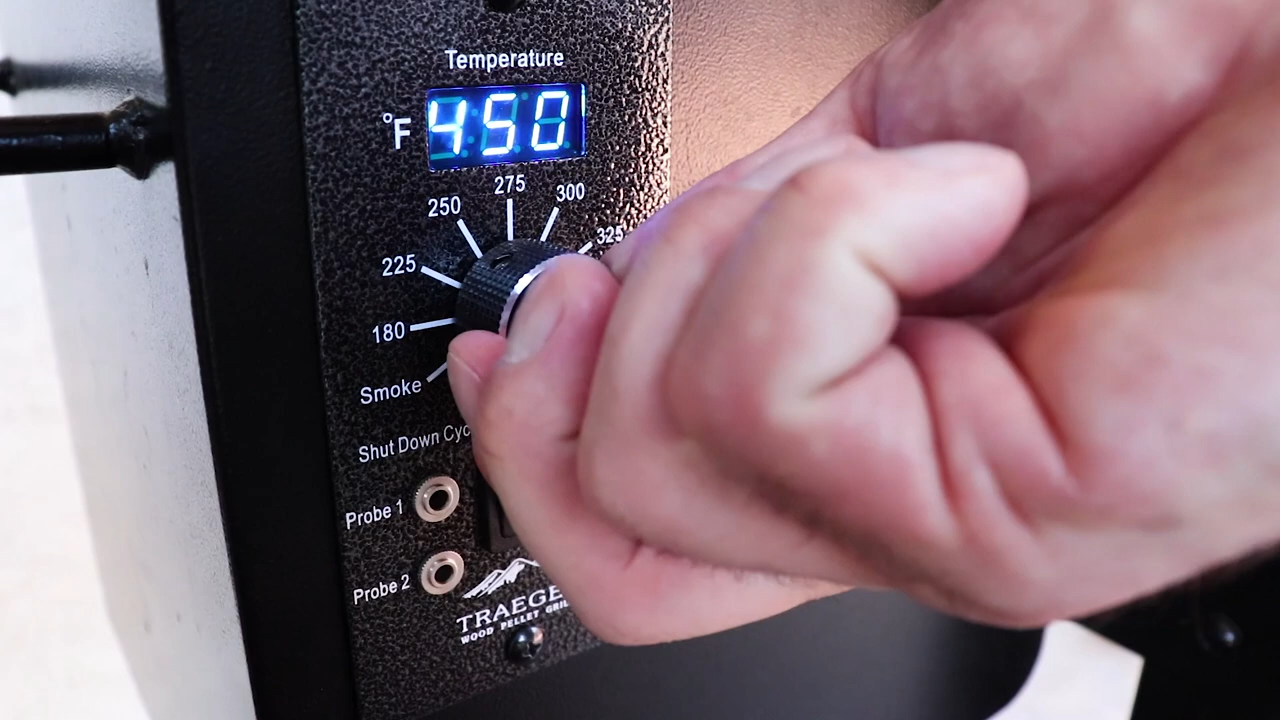 Temperature
°F 450
275
250 300
225 325
180
Smoke
Shut Down Cyc
Probe 1
Probe 2
TRAEGE
WOOD PELLET GRI